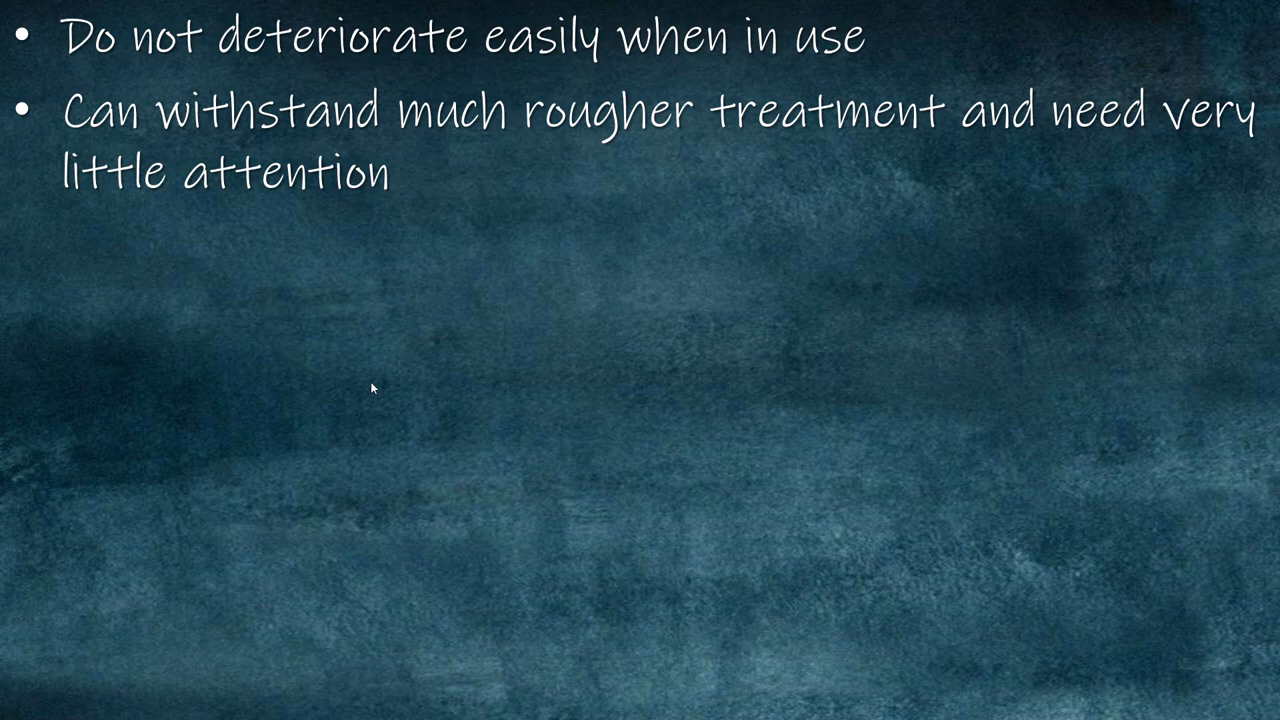 • Do not deteriorate easily when in use
• Can withstand much rougher treatment and need very
little attention